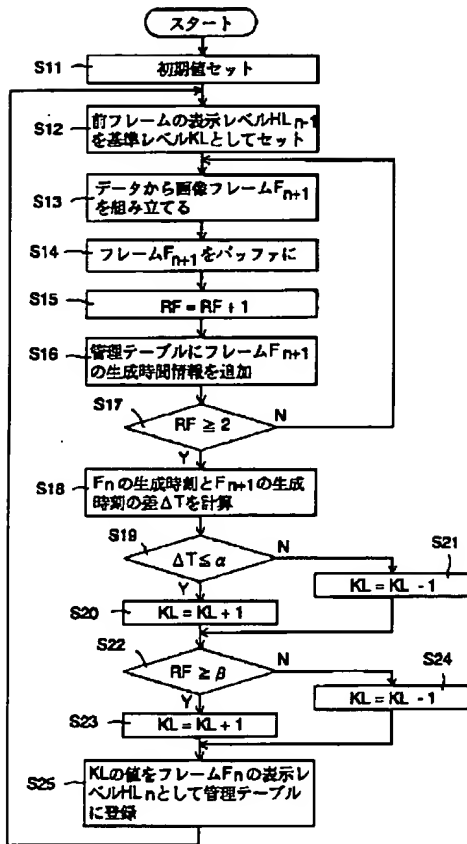 スタート
S11
初期値セット
S12
前フレームの表示レベルHLn-1
を基準レベルKLとしてセット
S13
データから画像フレームFn+1
を組み立てる
S14
フレームFn+1をバッファに
S15
RF = RF + 1
S16
管理テーブルにフレームFn+1
の生成時間情報を追加
S17
RF ≧ 2
N
Y
S18
Fnの生成時刻とFn+1の生成
時刻の差ΔTを計算
S19
ΔT ≦ α
N
S21
Y
KL = KL - 1
S20
KL = KL + 1
S22
RF ≧ β
N
S24
Y
KL = KL - 1
S23
KL = KL + 1
S25
KLの値をフレームFnの表示レ
ベルHLnとして管理テーブル
に登録